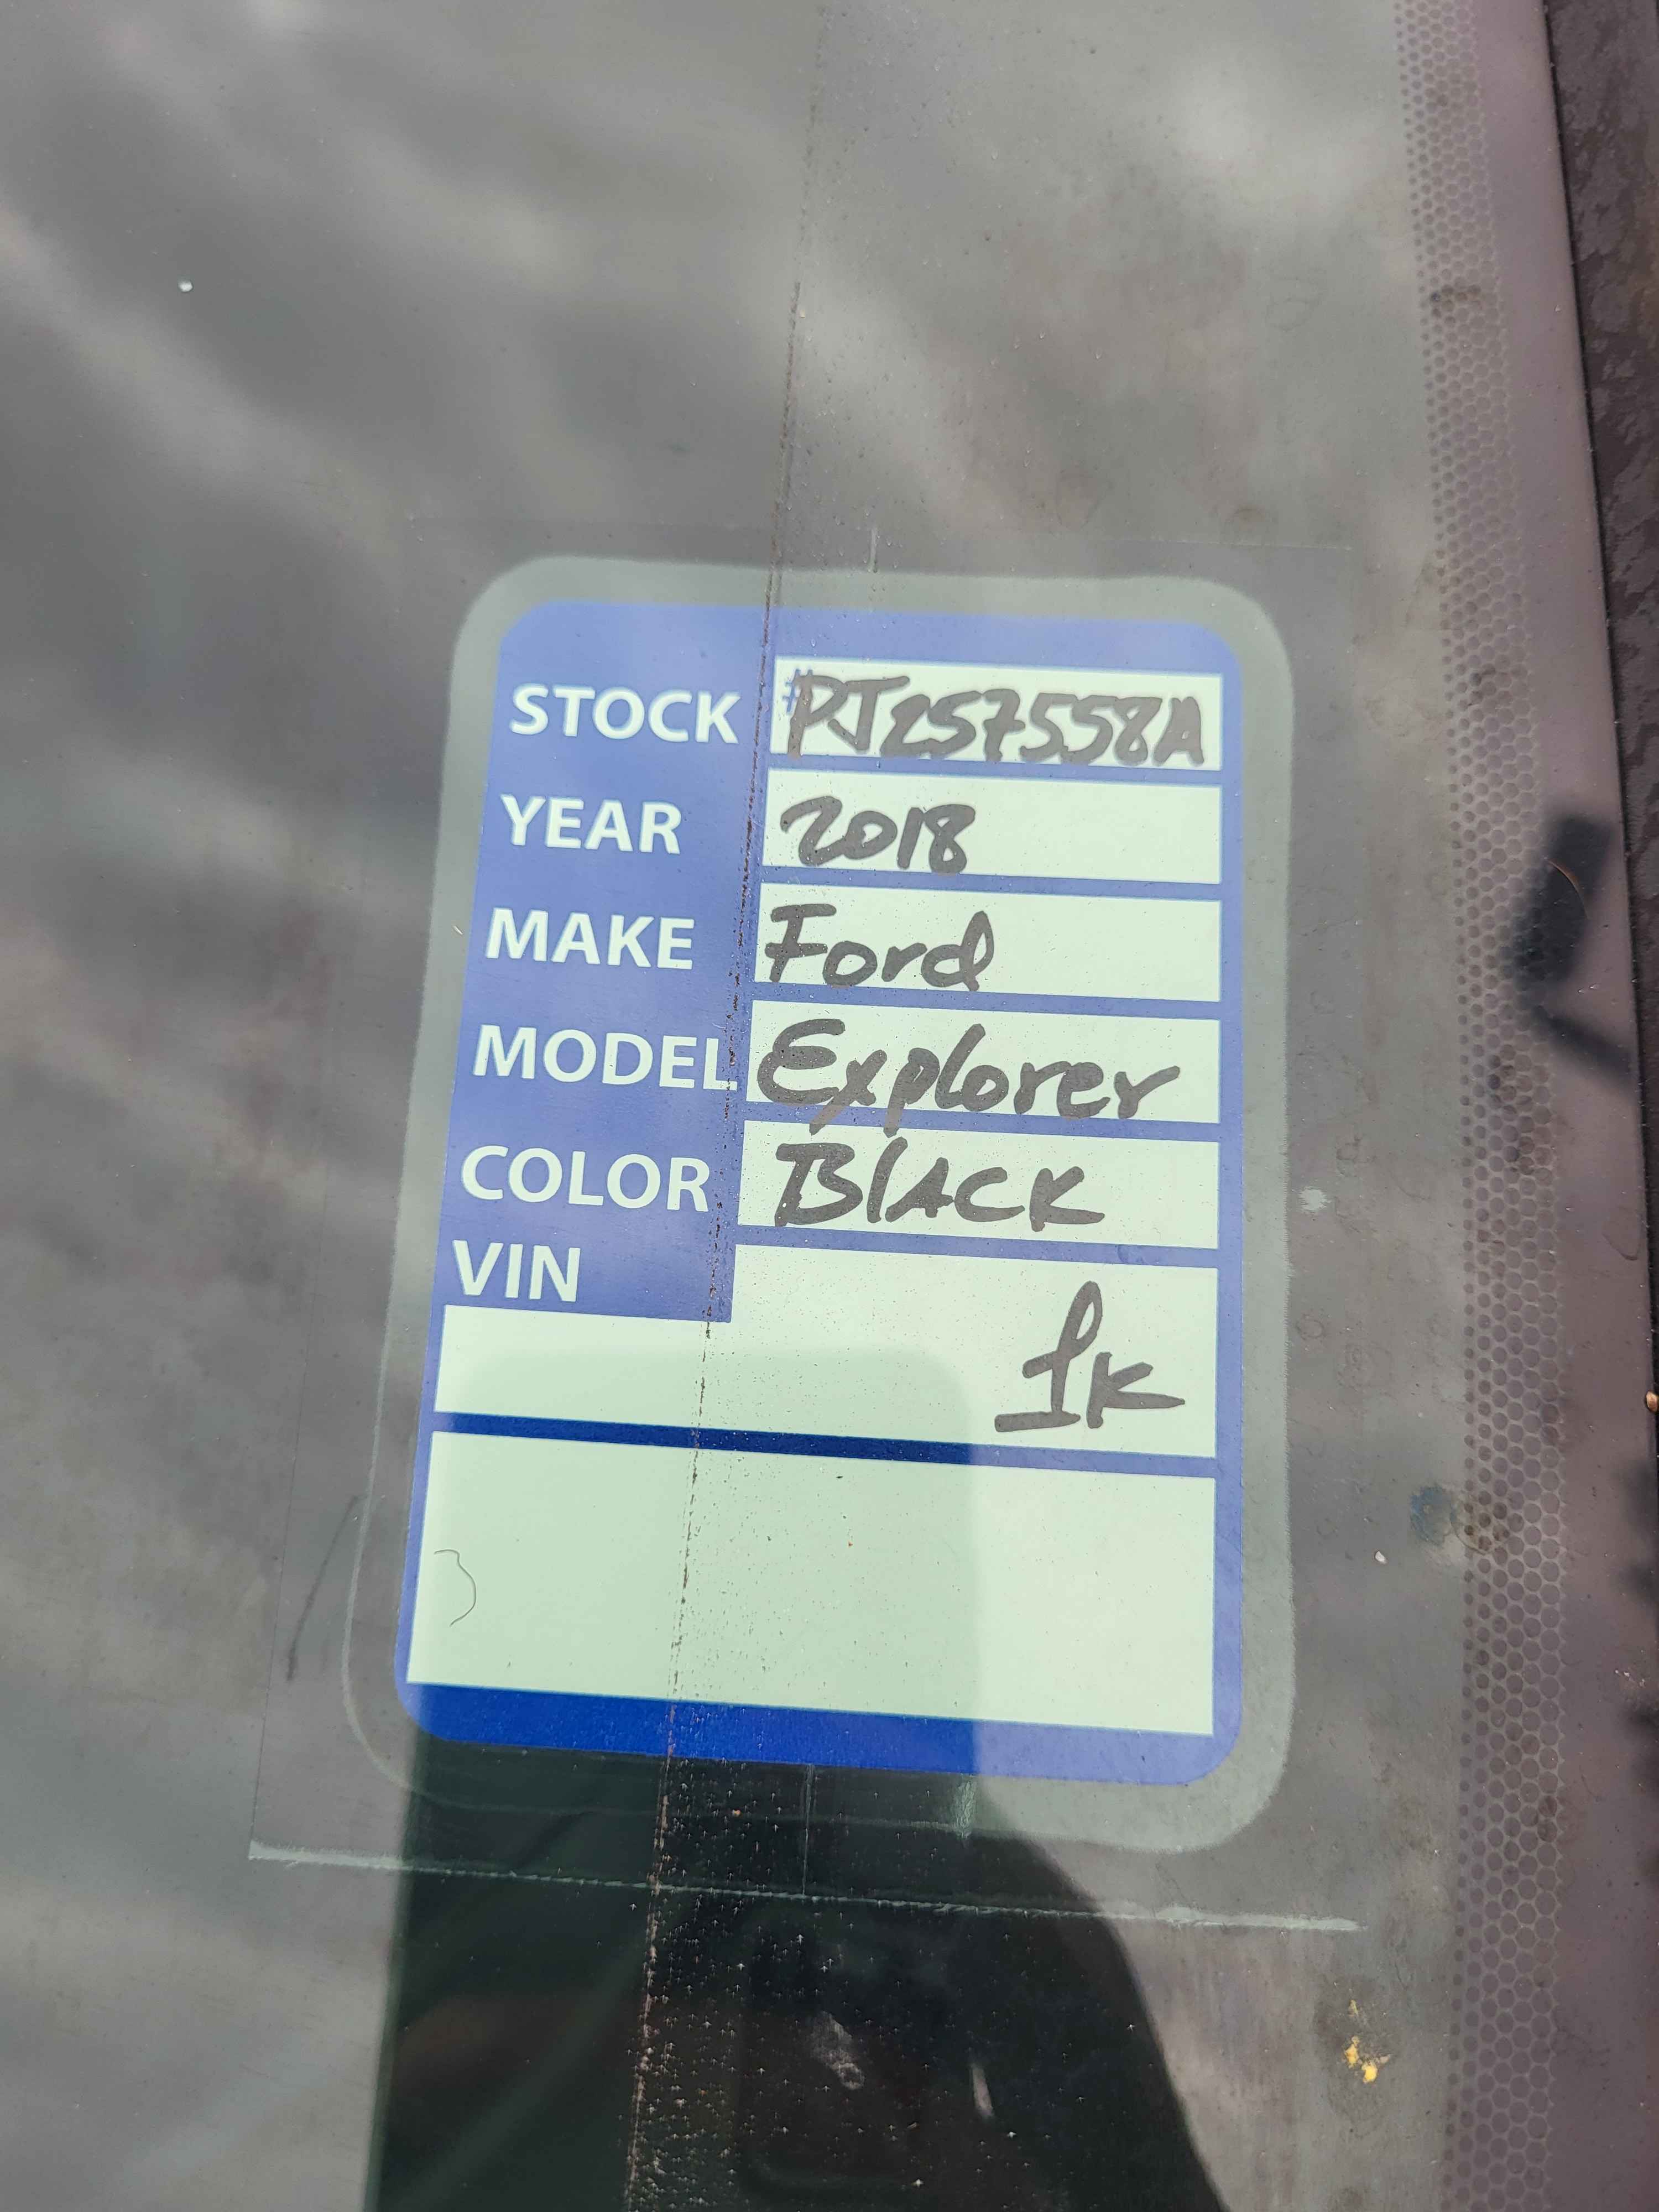 STOCK #PJ257558A
YEAR 2018
MAKE Ford
MODEL Explorer
COLOR BlACK
VIN
1K